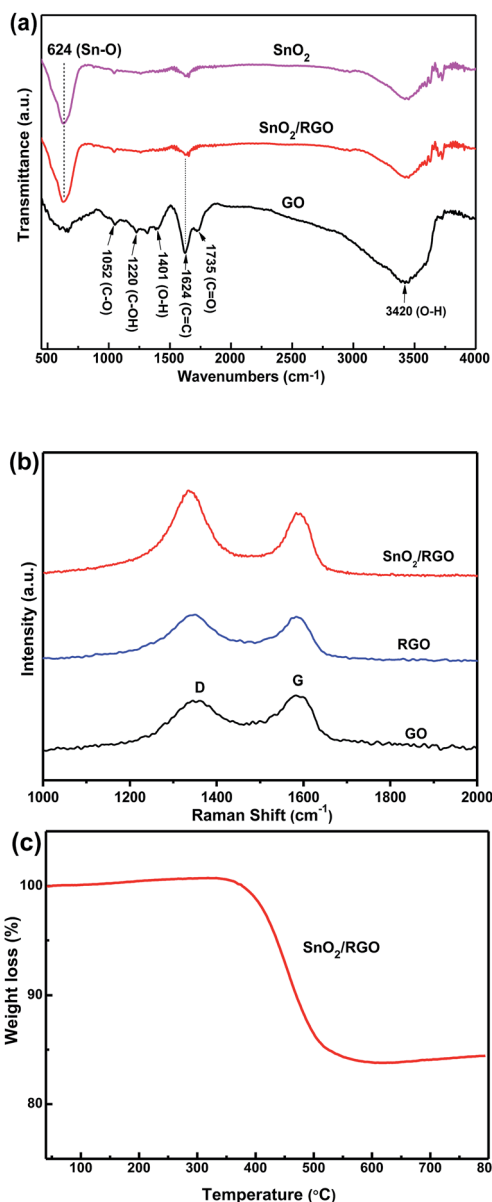 (a)
624 (Sn-O)
SnO₂
SnO₂/RGO
GO
1052 (C-O)
1220 (C-OH)
1401 (O-H)
1624 (C=C)
1735 (C=O)
3420 (O-H)
Transmittance (a.u.)
500 1000 1500 2000 2500 3000 3500 4000
Wavenumbers (cm⁻¹)
(b)
SnO₂/RGO
RGO
D G
GO
Intensity (a.u.)
1000 1200 1400 1600 1800 2000
Raman Shift (cm⁻¹)
(c)
100
90
80
SnO₂/RGO
Weight loss (%)
100 200 300 400 500 600 700 80
Temperature (°C)